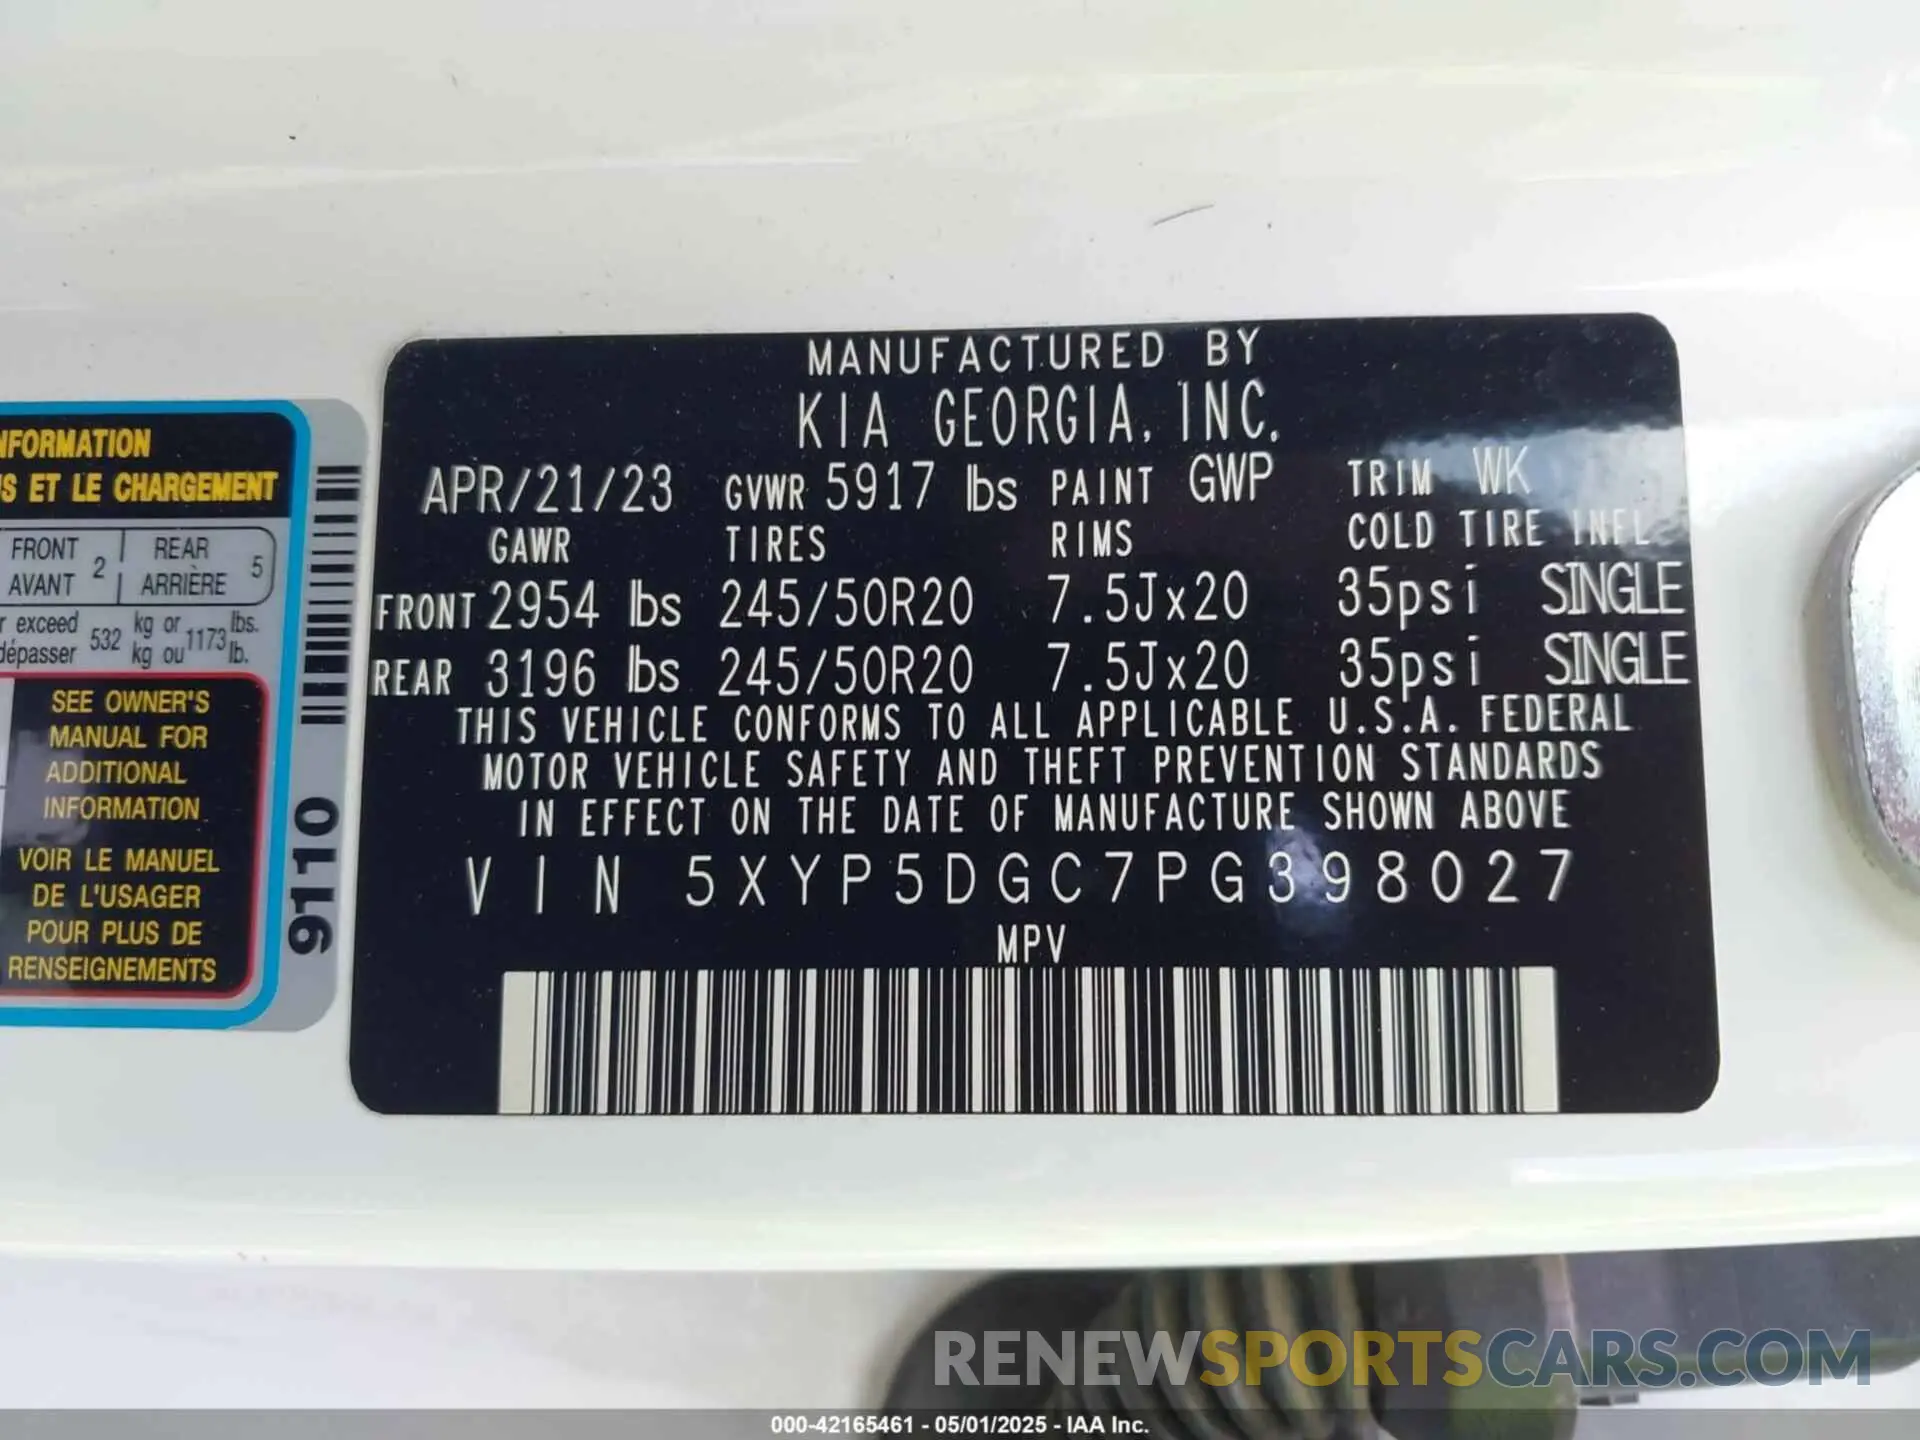 NFORMATION
S ET LE CHARGEMENT
FRONT 2 REAR 5
AVANT ARRIÈRE
r exceed 532 kg or 1173 lbs.
dépasser kg ou lb.
SEE OWNER'S
MANUAL FOR
ADDITIONAL
INFORMATION
VOIR LE MANUEL
DE L'USAGER
POUR PLUS DE
RENSEIGNEMENTS
9110
MANUFACTURED BY
KIA GEORGIA, INC.
APR/21/23 GVWR 5917 lbs PAINT GWP TRIM WK
GAWR TIRES RIMS COLD TIRE INFL
FRONT 2954 lbs 245/50R20 7.5Jx20 35psi SINGLE
REAR 3196 lbs 245/50R20 7.5Jx20 35psi SINGLE
THIS VEHICLE CONFORMS TO ALL APPLICABLE U.S.A. FEDERAL
MOTOR VEHICLE SAFETY AND THEFT PREVENTION STANDARDS
IN EFFECT ON THE DATE OF MANUFACTURE SHOWN ABOVE
VIN 5XYP5DGC7PG398027
MPV
RENEWSPORTSCARS.COM
000-42165461 - 05/01/2025 - IAA Inc.